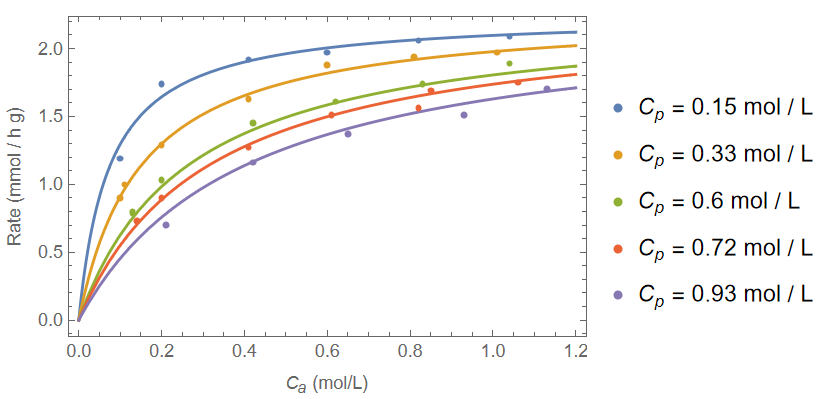 2.0
1.5
1.0
0.5
0.0
Rate (mmol / h g)
0.0 0.2 0.4 0.6 0.8 1.0 1.2
Ca (mol/L)
Cp = 0.15 mol / L
Cp = 0.33 mol / L
Cp = 0.6 mol / L
Cp = 0.72 mol / L
Cp = 0.93 mol / L